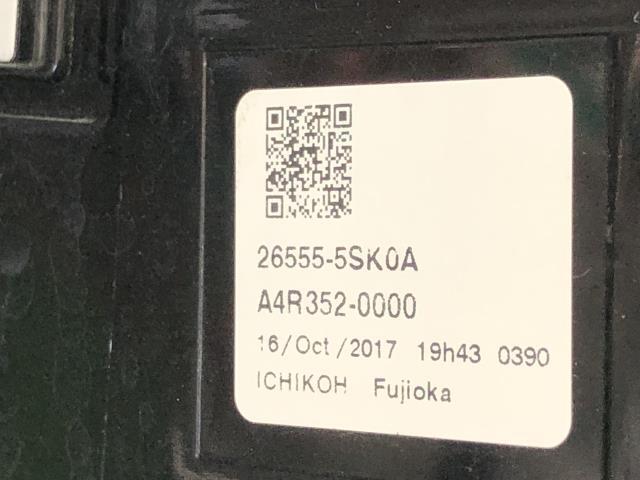 26555-5SK0A
A4R352-0000
16/Oct/2017 19h43 0390
ICHIKOH Fujioka